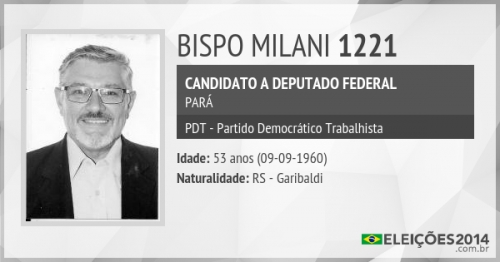 BISPO MILANI 1221
CANDIDATO A DEPUTADO FEDERAL
PARÁ
PDT - Partido Democrático Trabalhista
Idade: 53 anos (09-09-1960)
Naturalidade: RS - Garibaldi
ELEIÇÕES2014
.com.br